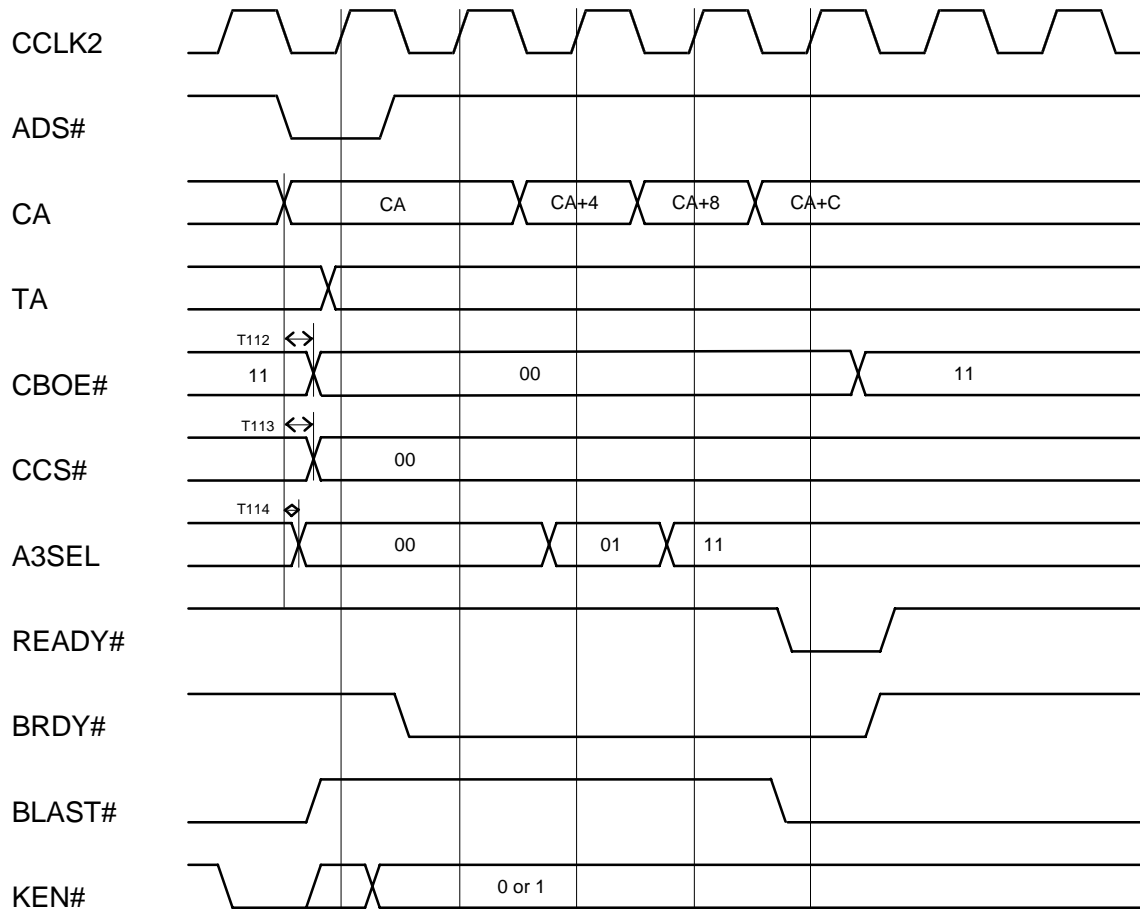 CCLK2
ADS#
CA
CA CA+4 CA+8 CA+C
TA
T112
CBOE#
11 00 11
T113
CCS#
00
T114
A3SEL
00 01 11
READY#
BRDY#
BLAST#
KEN#
0 or 1